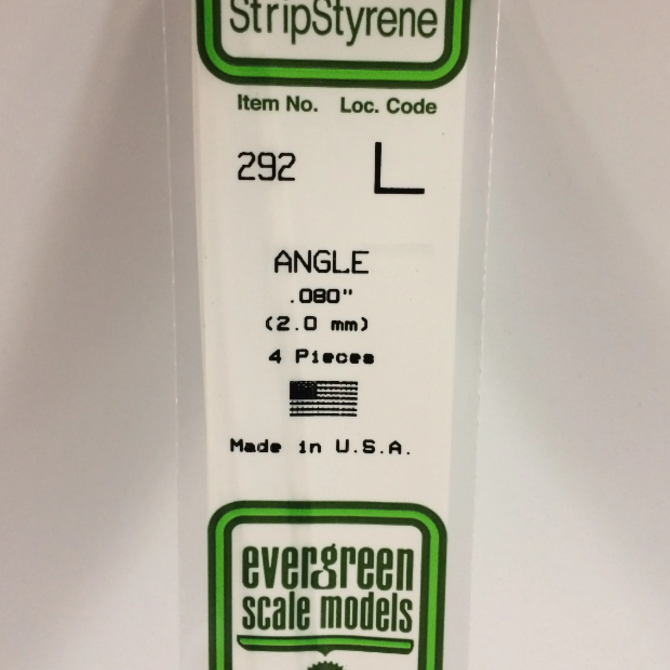 StripStyrene
Item No. Loc. Code
292 L
ANGLE
.080"
(2.0 mm)
4 Pieces
Made in U.S.A.
evergreen
scale models